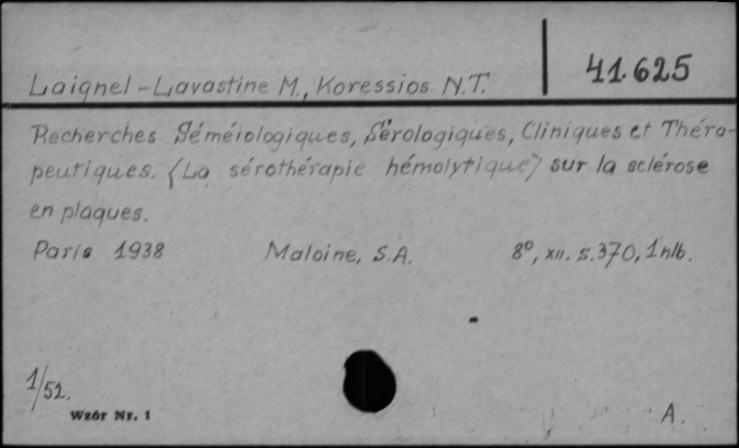 41.625
Laignel-Lavastine M., Koressios N.T.
Recherches Séméiologiques, Sérologiques, Cliniques et Théra-
peutiques. (La sérothérapie hémolytique) sur la sclérose
en plaques.
Paris 1938 Maloine, S.A. 8°, XII. s. 370, 1 nlb.
1/52.
Wzór Nr. 1
A.